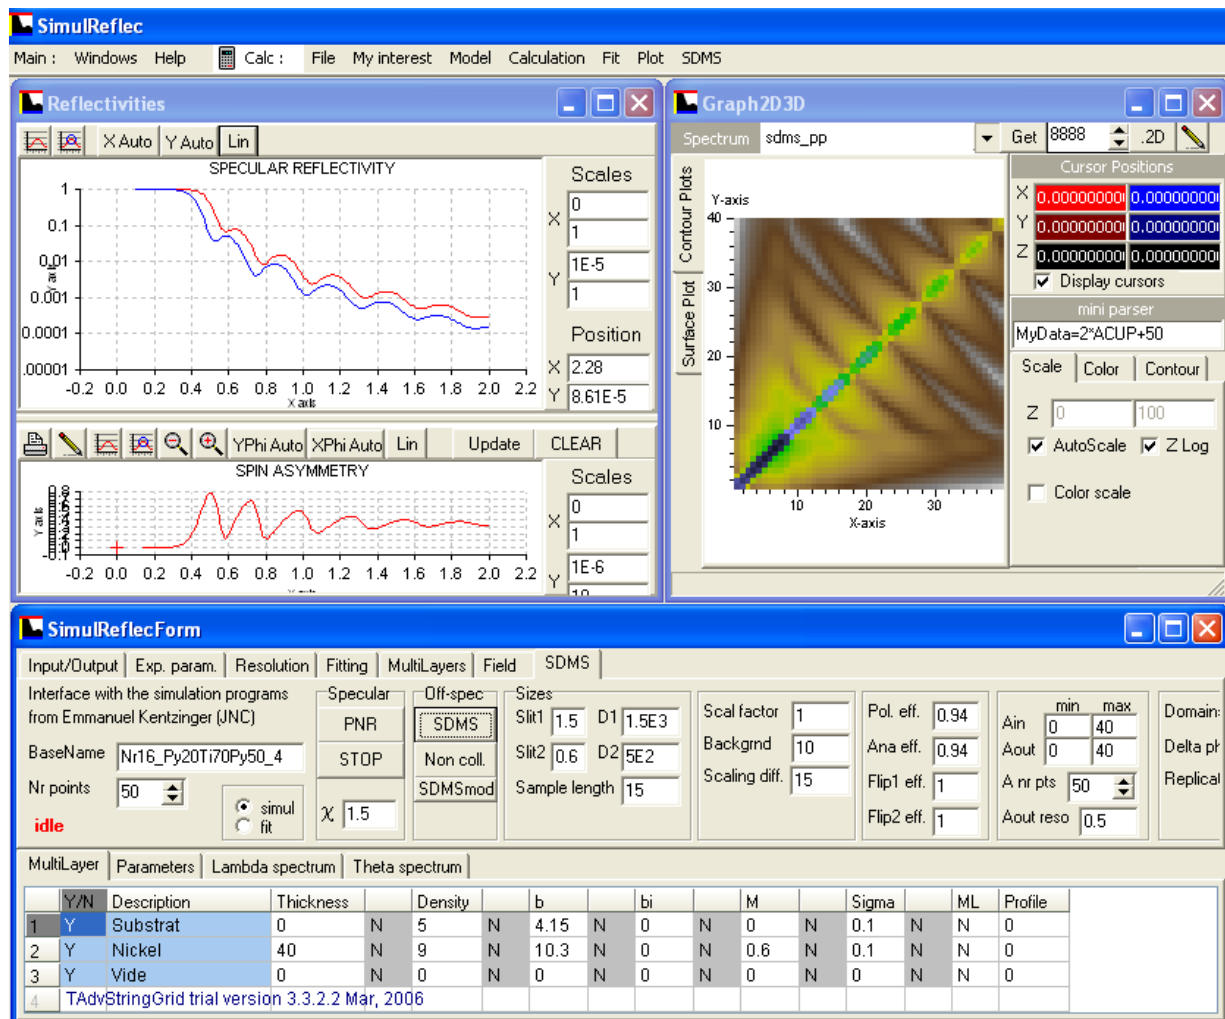 SimulReflec
Main : Windows Help Calc : File My interest Model Calculation Fit Plot SDMS
Reflectivities
X Auto Y Auto Lin
SPECULAR REFLECTIVITY
1
0.1
0.01
0.001
0.0001
.00001
Y axis
-0.2 0.0 0.2 0.4 0.6 0.8 1.0 1.2 1.4 1.6 1.8 2.0 2.2
X axis
Scales
X 0
1
Y 1E-5
1
Position
X 2.28
Y 8.61E-5
YPhi Auto XPhi Auto Lin Update CLEAR
SPIN ASYMMETRY
0.8
-0.1
Y axis
-0.2 0.0 0.2 0.4 0.6 0.8 1.0 1.2 1.4 1.6 1.8 2.0 2.2
Scales
X 0
1
Y 1E-6
10
Graph2D3D
Spectrum sdms_pp Get 8888 .2D
Contour Plots
Surface Plot
Y-axis
40
30
20
10
10 20 30
X-axis
Cursor Positions
X 0.00000000 0.00000000
Y 0.00000000 0.00000000
Z 0.00000000 0.00000000
Display cursors
mini parser
MyData=2*ACUP+50
Scale Color Contour
Z 0 100
AutoScale Z Log
Color scale
SimulReflecForm
Input/Output Exp. param. Resolution Fitting MultiLayers Field SDMS
Interface with the simulation programs
from Emmanuel Kentzinger (JNC)
BaseName Nr16_Py20Ti70Py50_4
Nr points 50
idle
simul
fit
Specular
PNR
STOP
χ 1.5
Off-spec
SDMS
Non coll.
SDMSmod
Sizes
Slit1 1.5 D1 1.5E3
Slit2 0.6 D2 5E2
Sample length 15
Scal factor 1
Backgrnd 10
Scaling diff. 15
Pol. eff. 0.94
Ana eff. 0.94
Flip1 eff. 1
Flip2 eff. 1
min max
Ain 0 40
Aout 0 40
A nr pts 50
Aout reso 0.5
Domain:
Delta
Replical
MultiLayer Parameters Lambda spectrum Theta spectrum
Y/N Description Thickness Density b bi M Sigma ML Profile
1 Y Substrat 0 N 5 N 4.15 N 0 N 0 N 0.1 N N 0
2 Y Nickel 40 N 9 N 10.3 N 0 N 0.6 N 0.1 N N 0
3 Y Vide 0 N 0 N 0 N 0 N 0 N 0 N N 0
4 TAdvStringGrid trial version 3.3.2.2 Mar, 2006